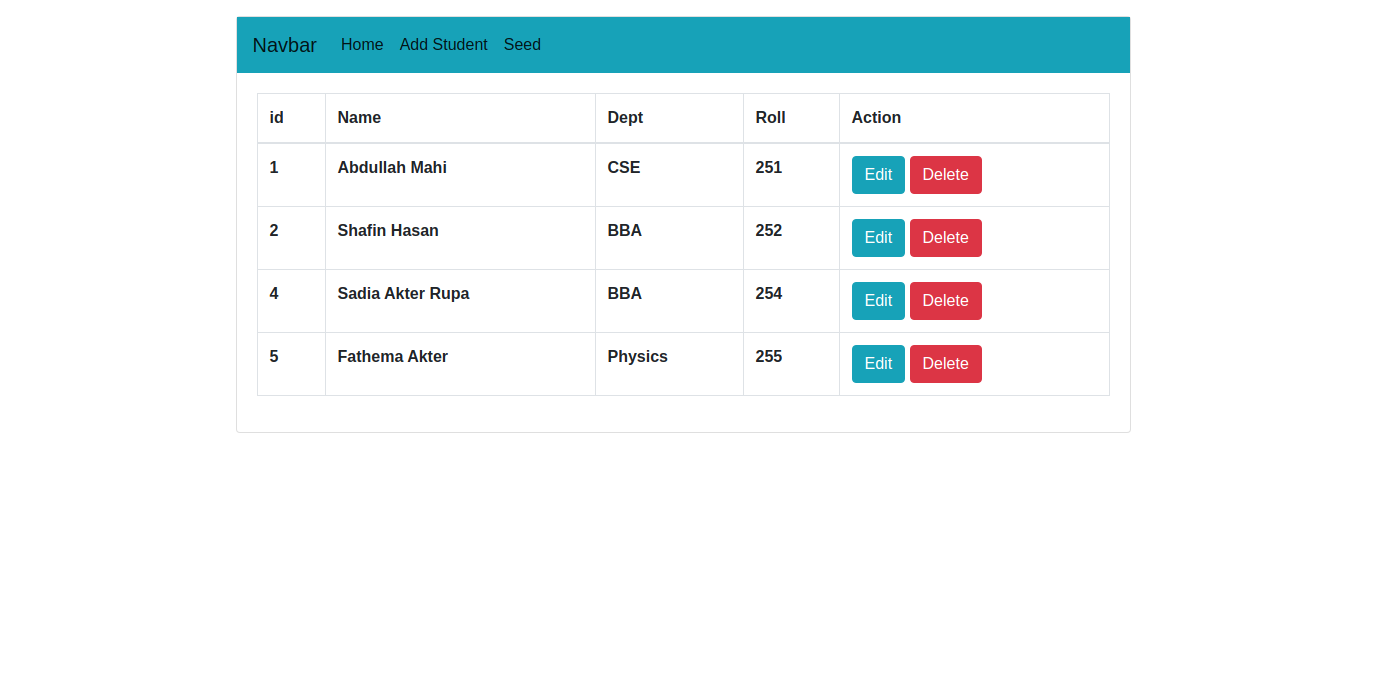 Navbar Home Add Student Seed
id Name Dept Roll Action
1 Abdullah Mahi CSE 251 Edit Delete
2 Shafin Hasan BBA 252 Edit Delete
4 Sadia Akter Rupa BBA 254 Edit Delete
5 Fathema Akter Physics 255 Edit Delete